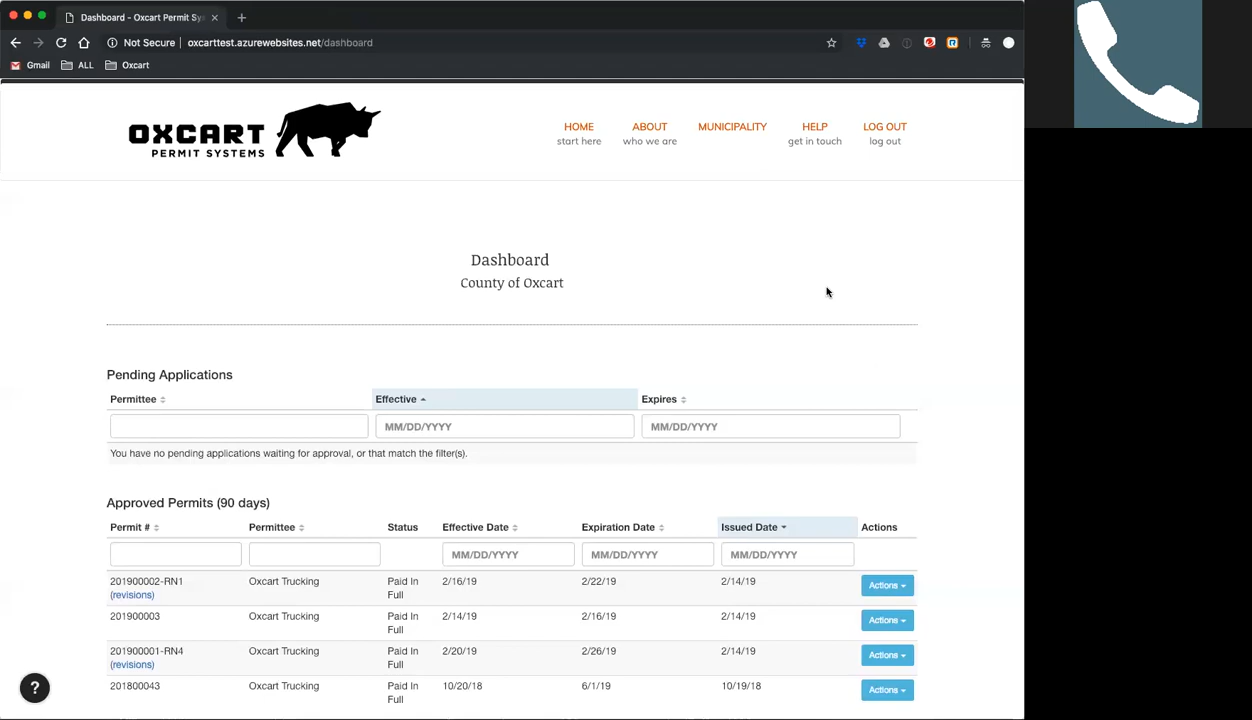 Dashboard - Oxcart Permit Sy
Not Secure | oxcarttest.azurewebsites.net/dashboard
Gmail ALL Oxcart
OXCART
PERMIT SYSTEMS
HOME ABOUT MUNICIPALITY HELP LOG OUT
start here who we are get in touch log out
Dashboard
County of Oxcart
Pending Applications
Permittee Effective Expires
MM/DD/YYYY MM/DD/YYYY
You have no pending applications waiting for approval, or that match the filter(s).
Approved Permits (90 days)
Permit # Permittee Status Effective Date Expiration Date Issued Date Actions
MM/DD/YYYY MM/DD/YYYY MM/DD/YYYY
201900002-RN1 Oxcart Trucking Paid In 2/16/19 2/22/19 2/14/19 Actions
(revisions) Full
201900003 Oxcart Trucking Paid In 2/14/19 2/16/19 2/14/19 Actions
Full
201900001-RN4 Oxcart Trucking Paid In 2/20/19 2/26/19 2/14/19 Actions
(revisions) Full
201800043 Oxcart Trucking Paid In 10/20/18 6/1/19 10/19/18 Actions
Full
?